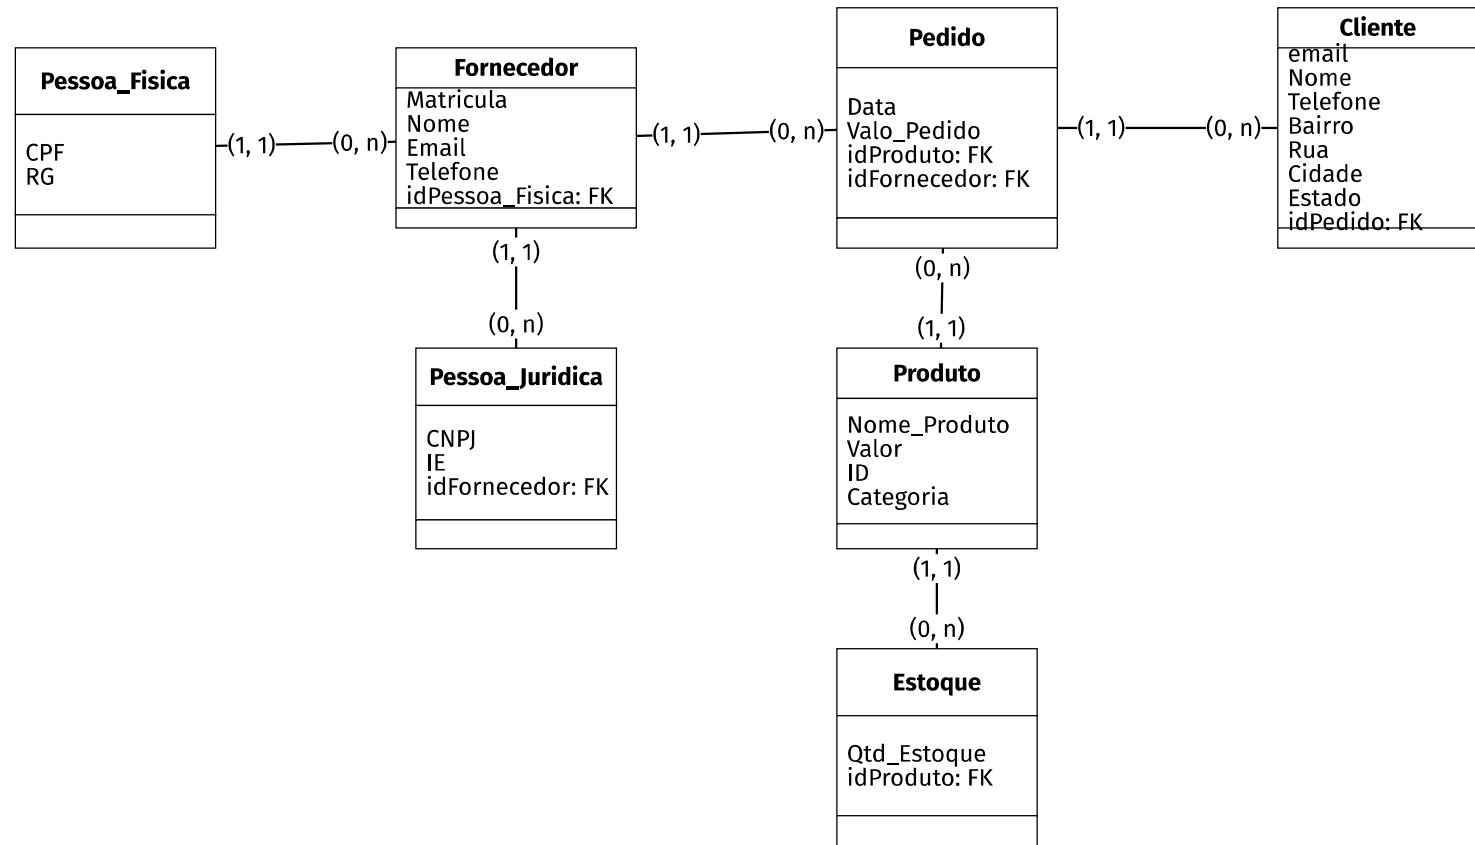 Pessoa_Fisica
CPF
RG
(1, 1)
(0, n)
Fornecedor
Matricula
Nome
Email
Telefone
idPessoa_Fisica: FK
(1, 1)
(0, n)
Pedido
Data
Valo_Pedido
idProduto: FK
idFornecedor: FK
(1, 1)
(0, n)
Cliente
email
Nome
Telefone
Bairro
Rua
Cidade
Estado
idPedido: FK
(1, 1)
(0, n)
Pessoa_Juridica
CNPJ
IE
idFornecedor: FK
(0, n)
(1, 1)
Produto
Nome_Produto
Valor
ID
Categoria
(1, 1)
(0, n)
Estoque
Qtd_Estoque
idProduto: FK